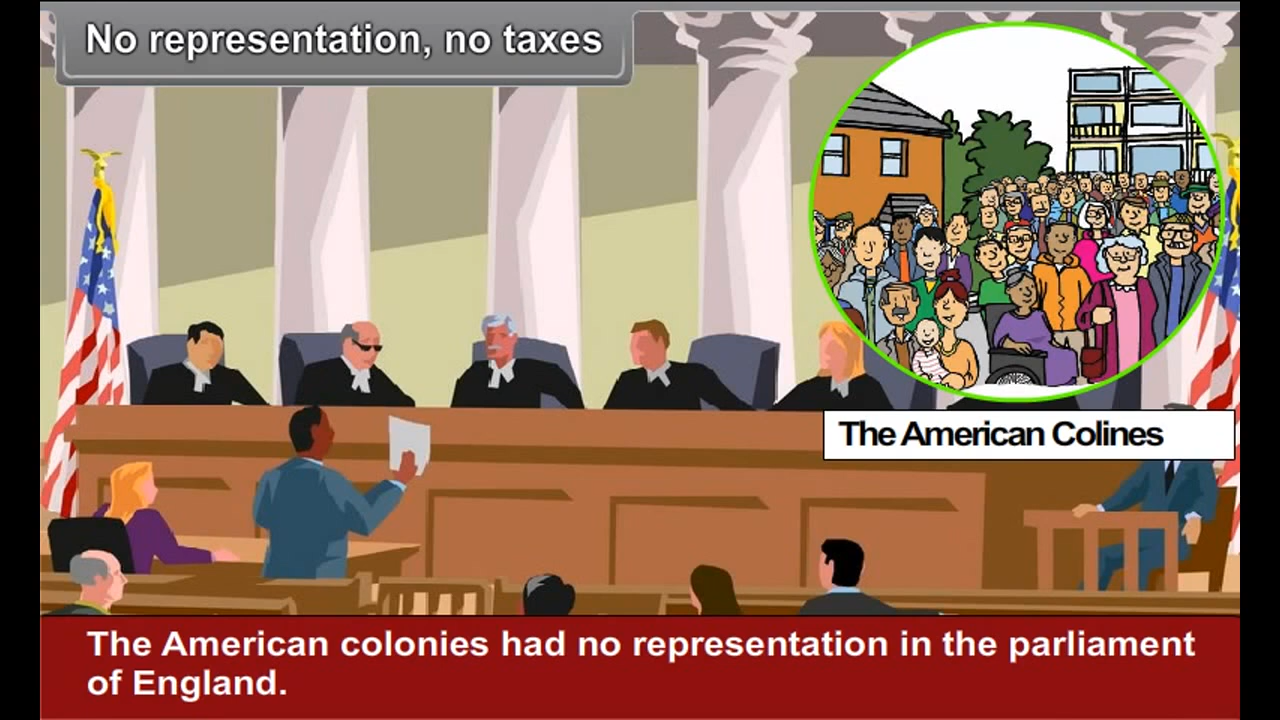 No representation, no taxes
The American Colines
The American colonies had no representation in the parliament
of England.